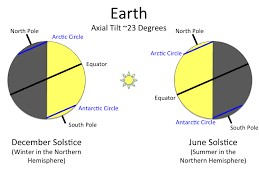 Earth
Axial Tilt ~23 Degrees
North Pole
Arctic Circle
Equator
Antarctic Circle
South Pole
December Solstice
(Winter in the Northern
Hemisphere)
North Pole
Arctic Circle
Equator
Antarctic Circle
South Pole
June Solstice
(Summer in the
Northern Hemisphere)